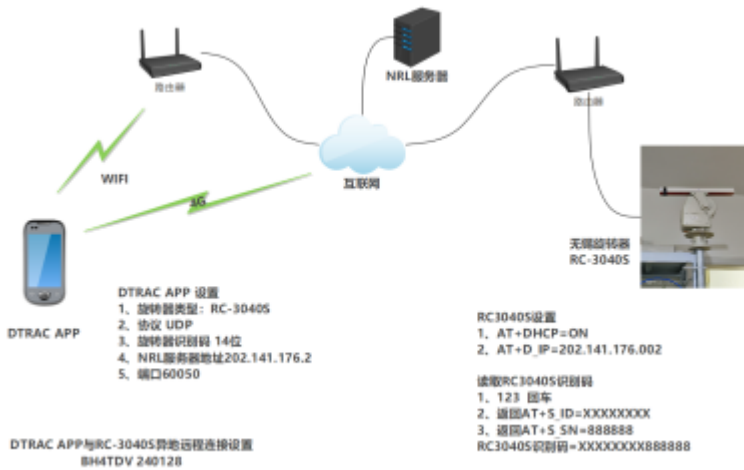 路由器
NRL服务器
路由器
WIFI
互联网
3G
DTRAC APP
无锡旋转器
RC-3040S
DTRAC APP 设置
1、旋转器类型：RC-3040S
2、协议 UDP
3、旋转器识别码 14位
4、NRL服务器地址202.141.176.2
5、端口60050
RC3040S设置
1、AT+DHCP=ON
2、AT+D_IP=202.141.176.002
读取RC3040S识别码
1、123 回车
2、返回AT+S_ID=XXXXXXXX
3、返回AT+S_SN=888888
RC3040S识别码=XXXXXXXX888888
DTRAC APP与RC-3040S异地远程连接设置
BH4TDV 240128